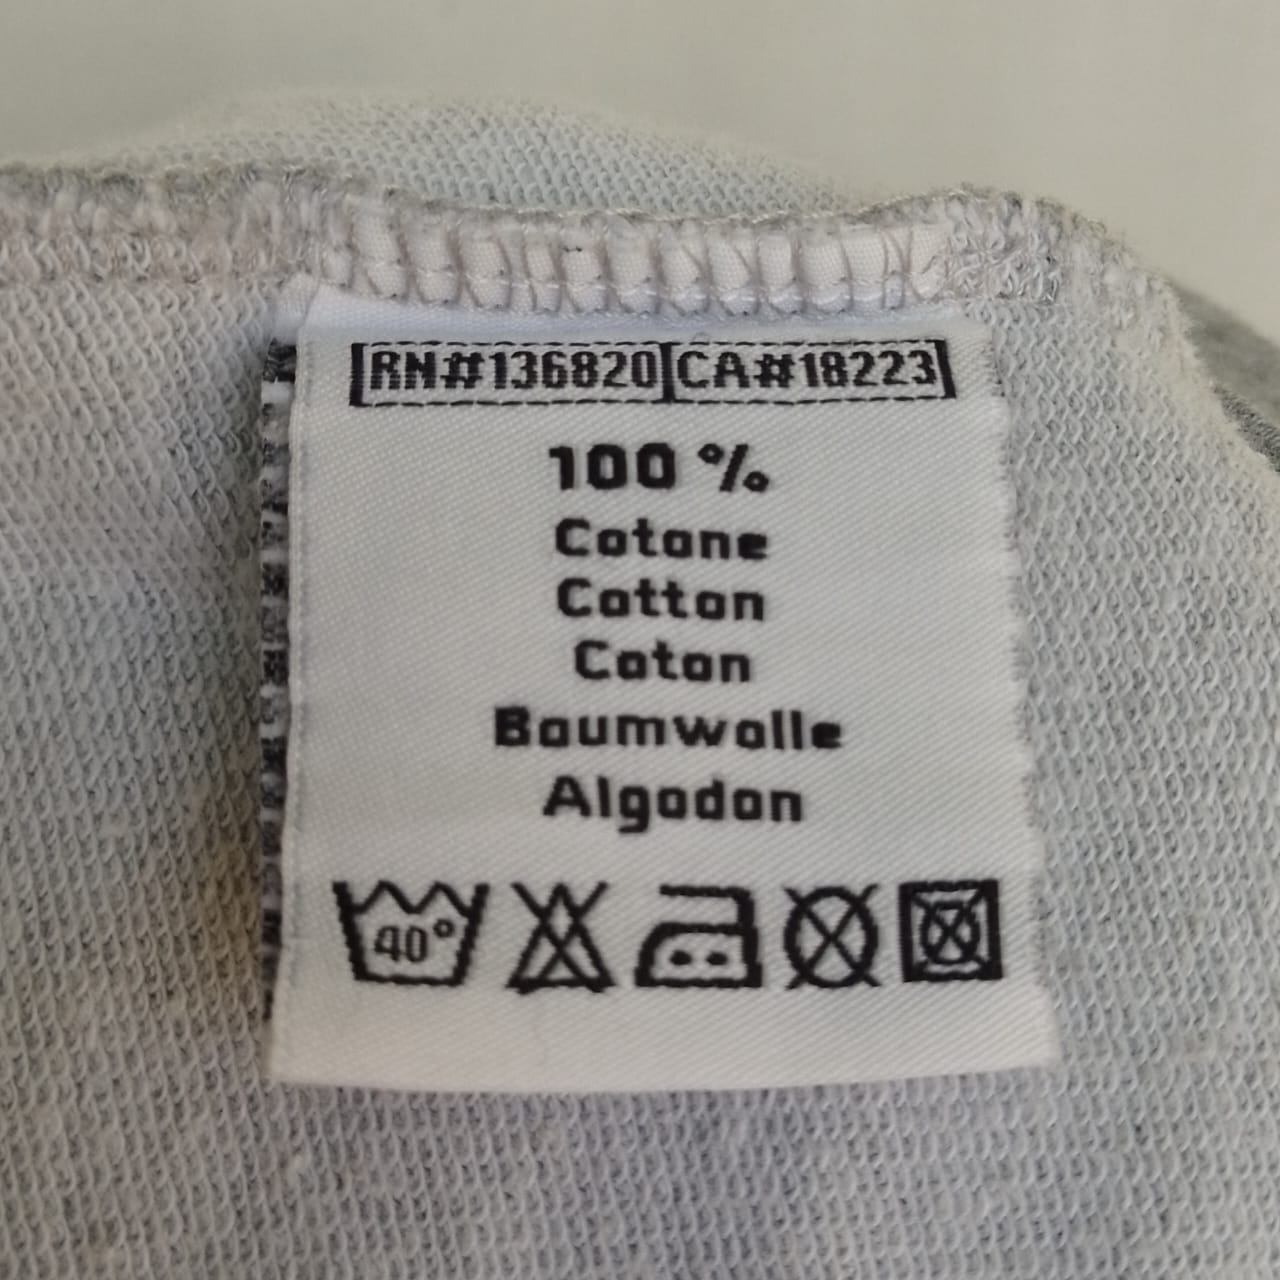 RN#136820 CA#18223
100 %
Cotone
Cotton
Coton
Baumwolle
Algodon
40°